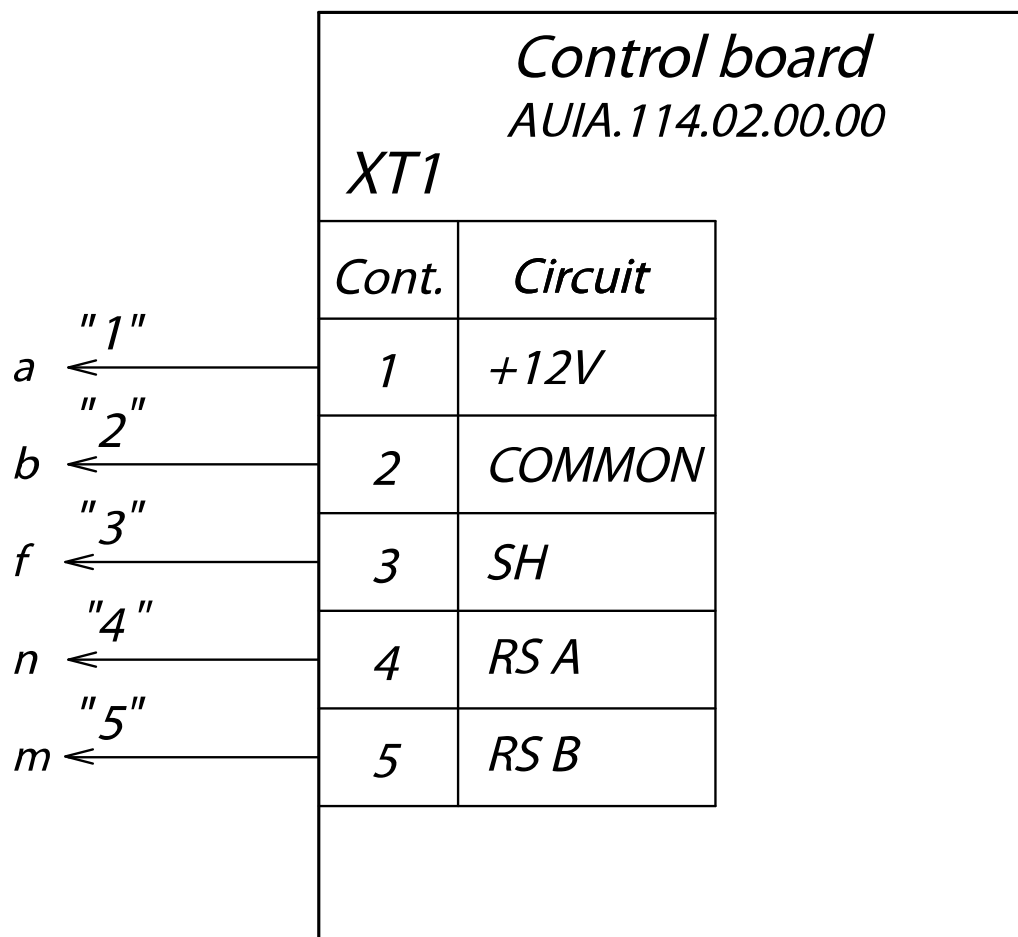 Control board
AUIA.114.02.00.00
XT1
Cont. Circuit
a "1" 1 +12V
b "2" 2 COMMON
f "3" 3 SH
n "4" 4 RS A
m "5" 5 RS B